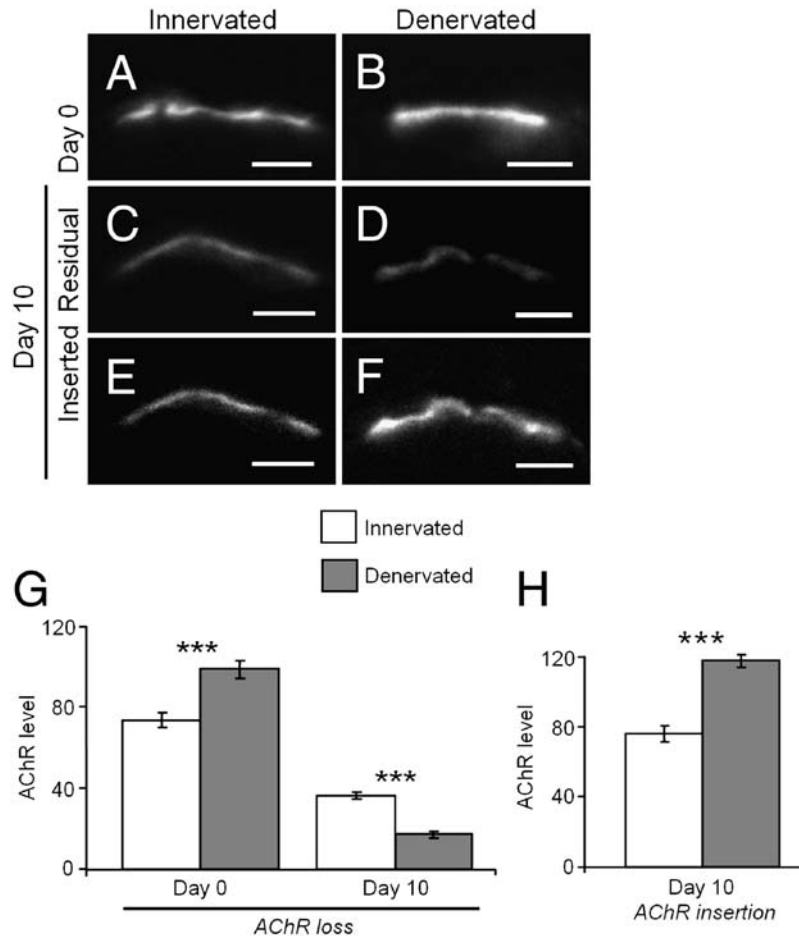 Innervated Denervated
A B
Day 0
C D
Residual
Day 10
E F
Inserted
Innervated
Denervated
G H
120
80
40
0
AChR level
***
***
Day 0 Day 10
AChR loss
120
80
40
0
AChR level
***
Day 10
AChR insertion